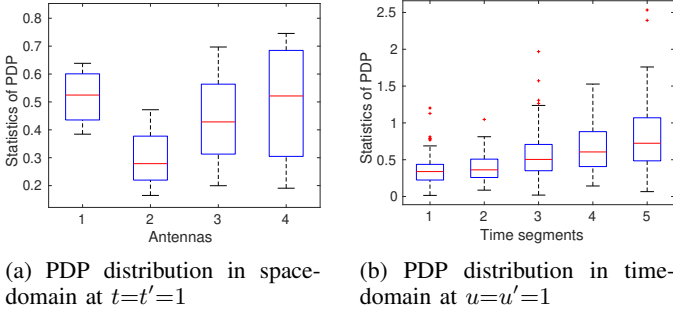 Statistics of PDP
0.8
0.7
0.6
0.5
0.4
0.3
0.2
1 2 3 4
Antennas
(a) PDP distribution in space-
domain at t=t′=1
Statistics of PDP
2.5
2
1.5
1
0.5
0
1 2 3 4 5
Time segments
(b) PDP distribution in time-
domain at u=u′=1